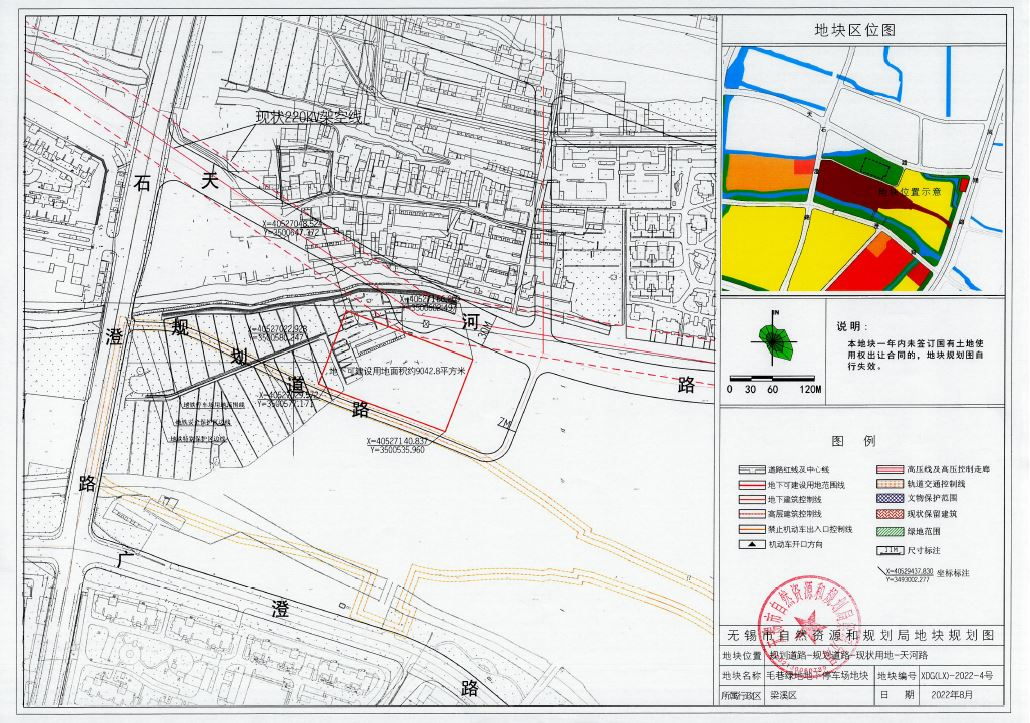 地块区位图
现状220KV架空线
石
天
X=40527048.524
河
澄
规
划
道
路
路
30M
地下可建设用地面积约9042.8平方米
7M
X=40527140.837
Y=3500535.960
路
广
澄
路
地块位置示意
N
0 30 60 120M
说明：
本地块一年内未签订国有土地使
用权出让合同的，地块规划图自
行失效。
图 例
道路红线及中心线
地下可建设用地范围线
地下建筑控制线
高层建筑控制线
禁止机动车出入口控制线
机动车开口方向
高压线及高压控制走廊
轨道交通控制线
文物保护范围
现状保留建筑
绿地范围
尺寸标注
X=40529437.830
Y=3493002.277
坐标标注
无锡市自然资源和规划局地块规划图
地块位置 规划道路-规划道路-现状用地-天河路
地块名称 毛巷绿地地下停车场地块 地块编号 XDG(LX)-2022-4号
所属行政区 梁溪区 日 期 2022年8月